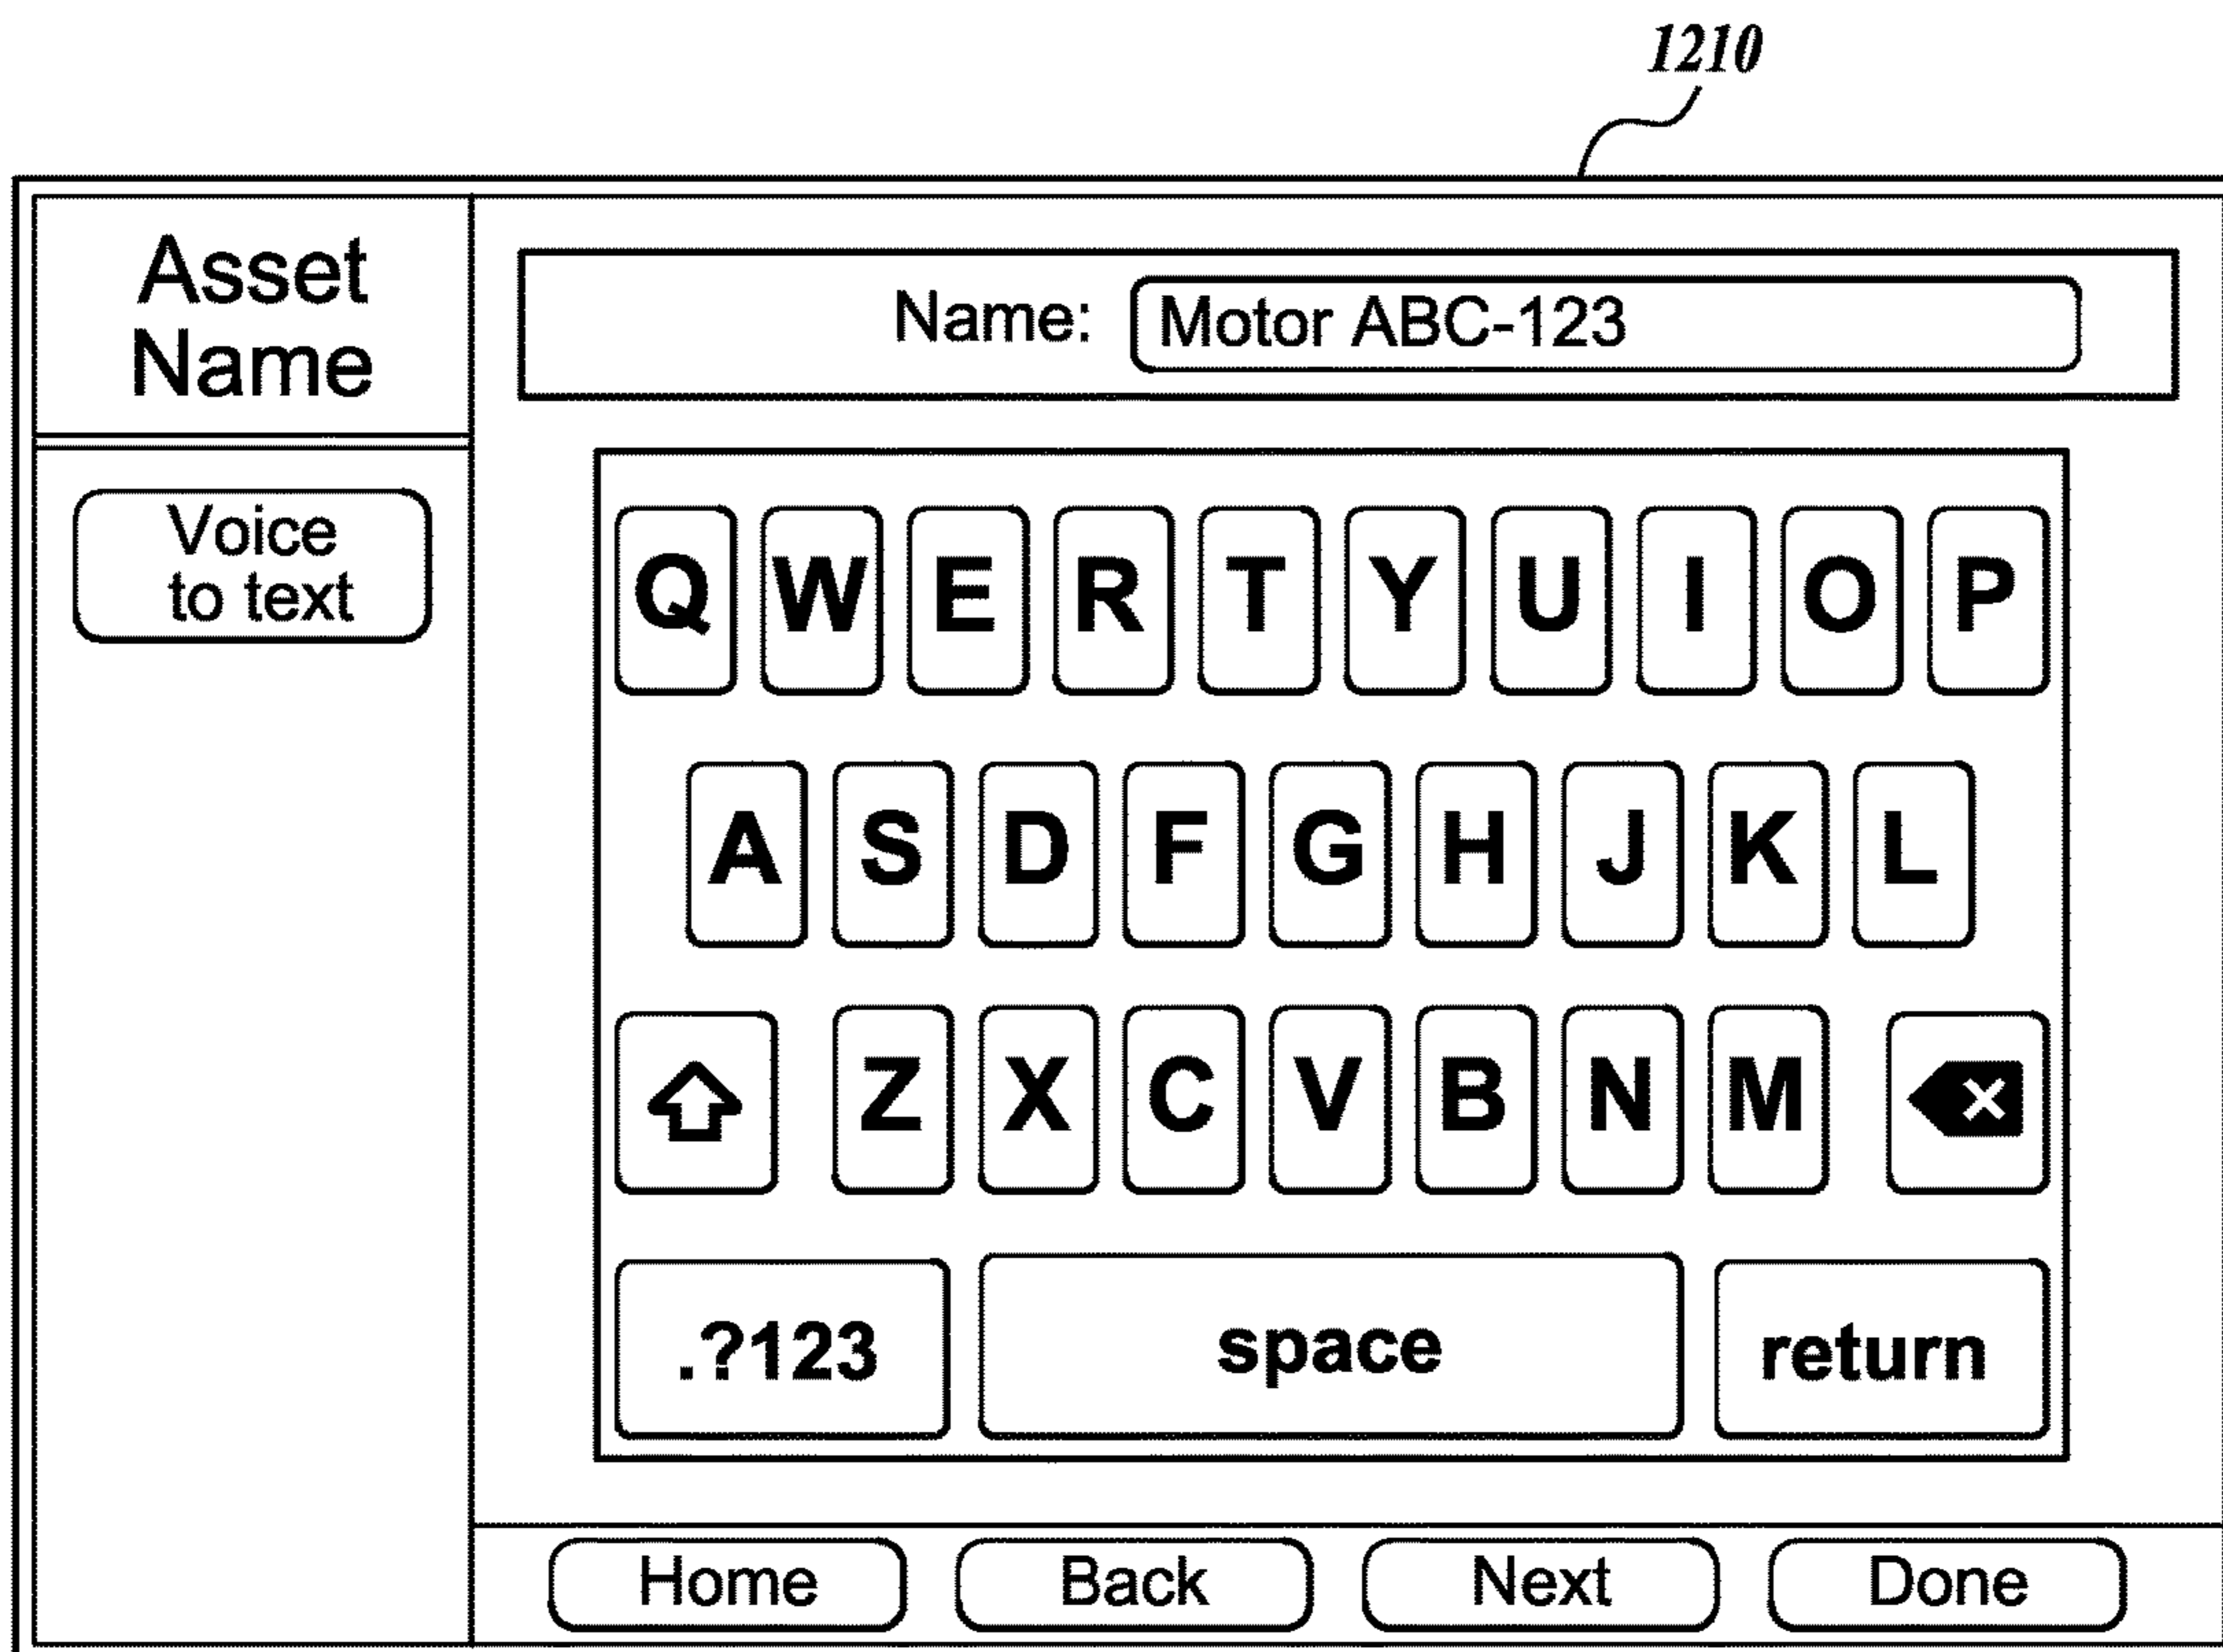 1210
Asset
Name
Voice
to text
Name: Motor ABC-123
Q W E R T Y U I O P
A S D F G H J K L
Z X C V B N M
.?123 space return
Home Back Next Done